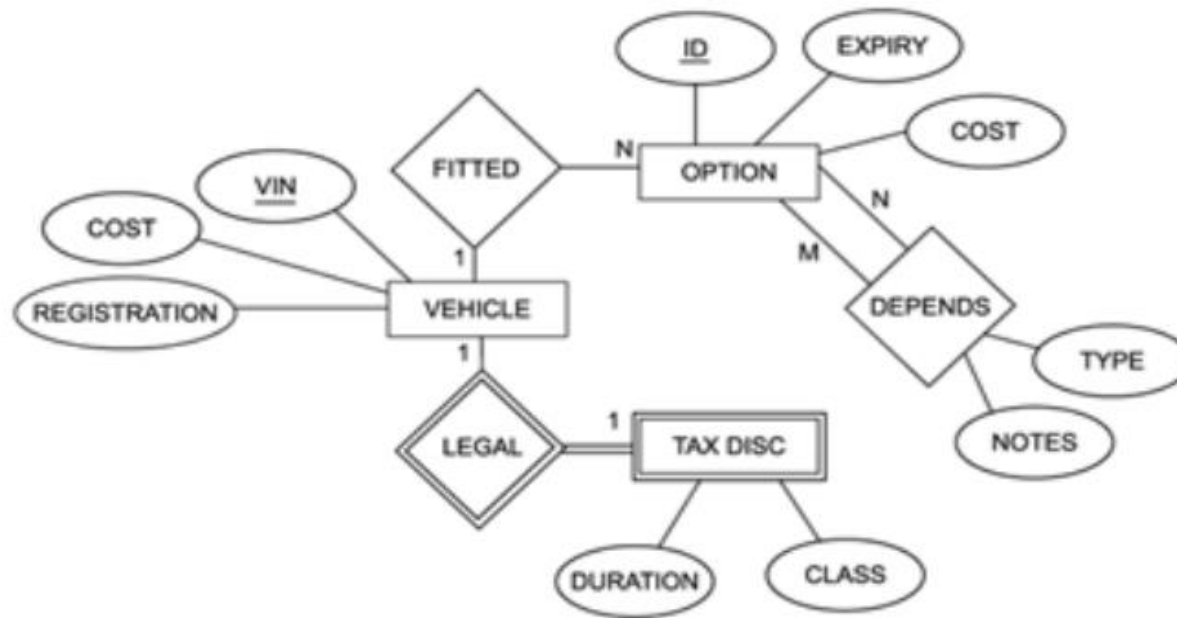 ID
EXPIRY
COST
FITTED
N
OPTION
VIN
N
COST
M
1
REGISTRATION
VEHICLE
DEPENDS
1
TYPE
1
LEGAL
TAX DISC
NOTES
DURATION
CLASS